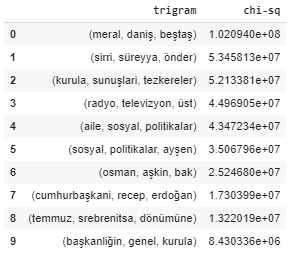 trigram chi-sq
0 (meral, daniş, beştaş) 1.020940e+08
1 (sirri, süreyya, önder) 5.345813e+07
2 (kurula, sunuşlari, tezkereler) 5.213381e+07
3 (radyo, televizyon, üst) 4.496905e+07
4 (aile, sosyal, politikalar) 4.347234e+07
5 (sosyal, politikalar, ayşen) 3.506796e+07
6 (osman, aşkin, bak) 2.524680e+07
7 (cumhurbaşkani, recep, erdoğan) 1.730399e+07
8 (temmuz, srebrenitsa, dönümüne) 1.322019e+07
9 (başkanliğin, genel, kurula) 8.430336e+06